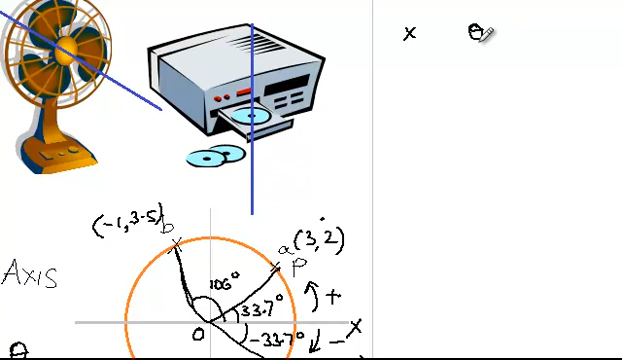 x θ
(-1,3.5) b
a(3,2)
p
Axis
106°
33.7°
+
O
-33.7°
-
X
θ